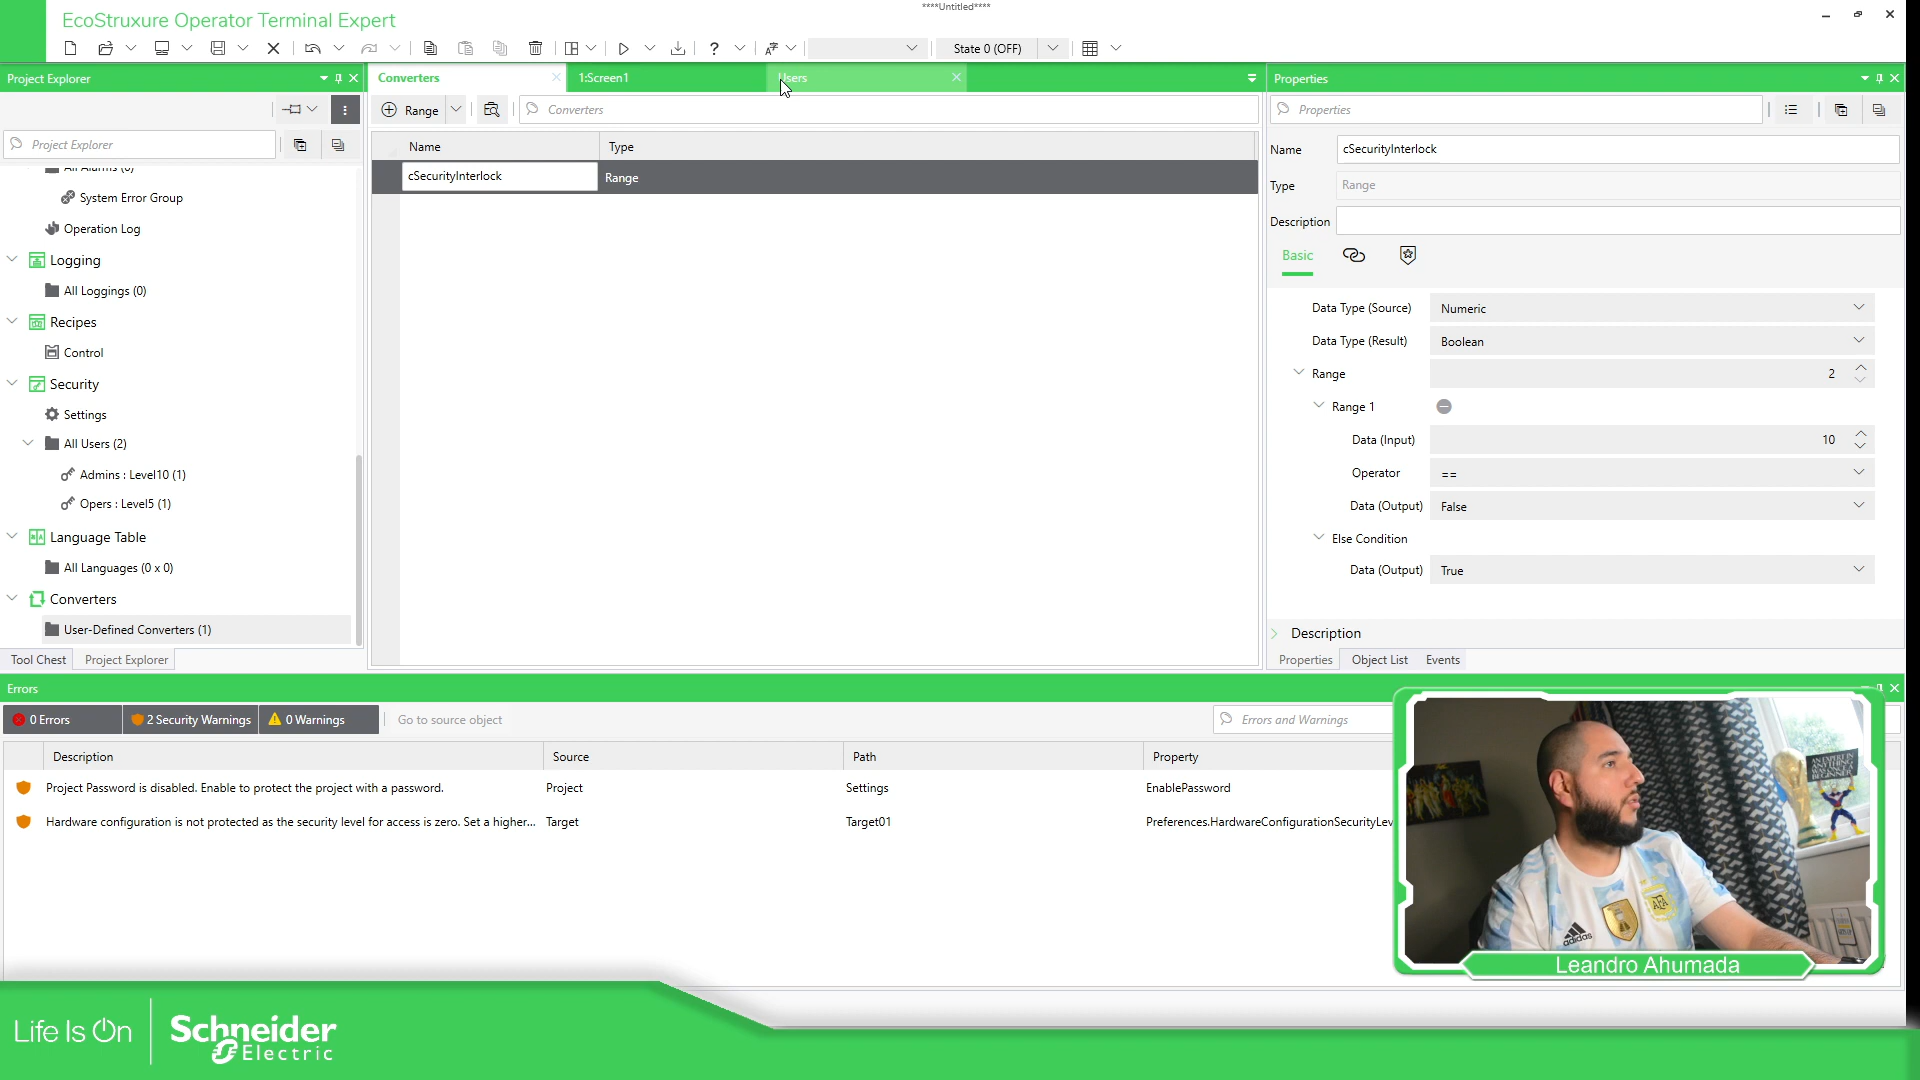 ****Untitled****
EcoStruxure Operator Terminal Expert
State 0 (OFF)
Project Explorer
Project Explorer
System Error Group
Operation Log
Logging
All Loggings (0)
Recipes
Control
Security
Settings
All Users (2)
Admins : Level10 (1)
Opers : Level5 (1)
Language Table
All Languages (0 x 0)
Converters
User-Defined Converters (1)
Tool Chest
Project Explorer
Converters
1:Screen1
Users
Range
Converters
Name
Type
cSecurityInterlock
Range
Properties
Properties
Name
cSecurityInterlock
Type
Range
Description
Basic
Data Type (Source)
Numeric
Data Type (Result)
Boolean
Range
2
Range 1
Data (Input)
10
Operator
==
Data (Output)
False
Else Condition
Data (Output)
True
Description
Properties
Object List
Events
Errors
0 Errors
2 Security Warnings
0 Warnings
Go to source object
Errors and Warnings
Description
Source
Path
Property
Project Password is disabled. Enable to protect the project with a password.
Project
Settings
EnablePassword
Hardware configuration is not protected as the security level for access is zero. Set a higher...
Target
Target01
Preferences.HardwareConfigurationSecurityLev
adidas
AFA
Leandro Ahumada
Life Is On
Schneider
Electric